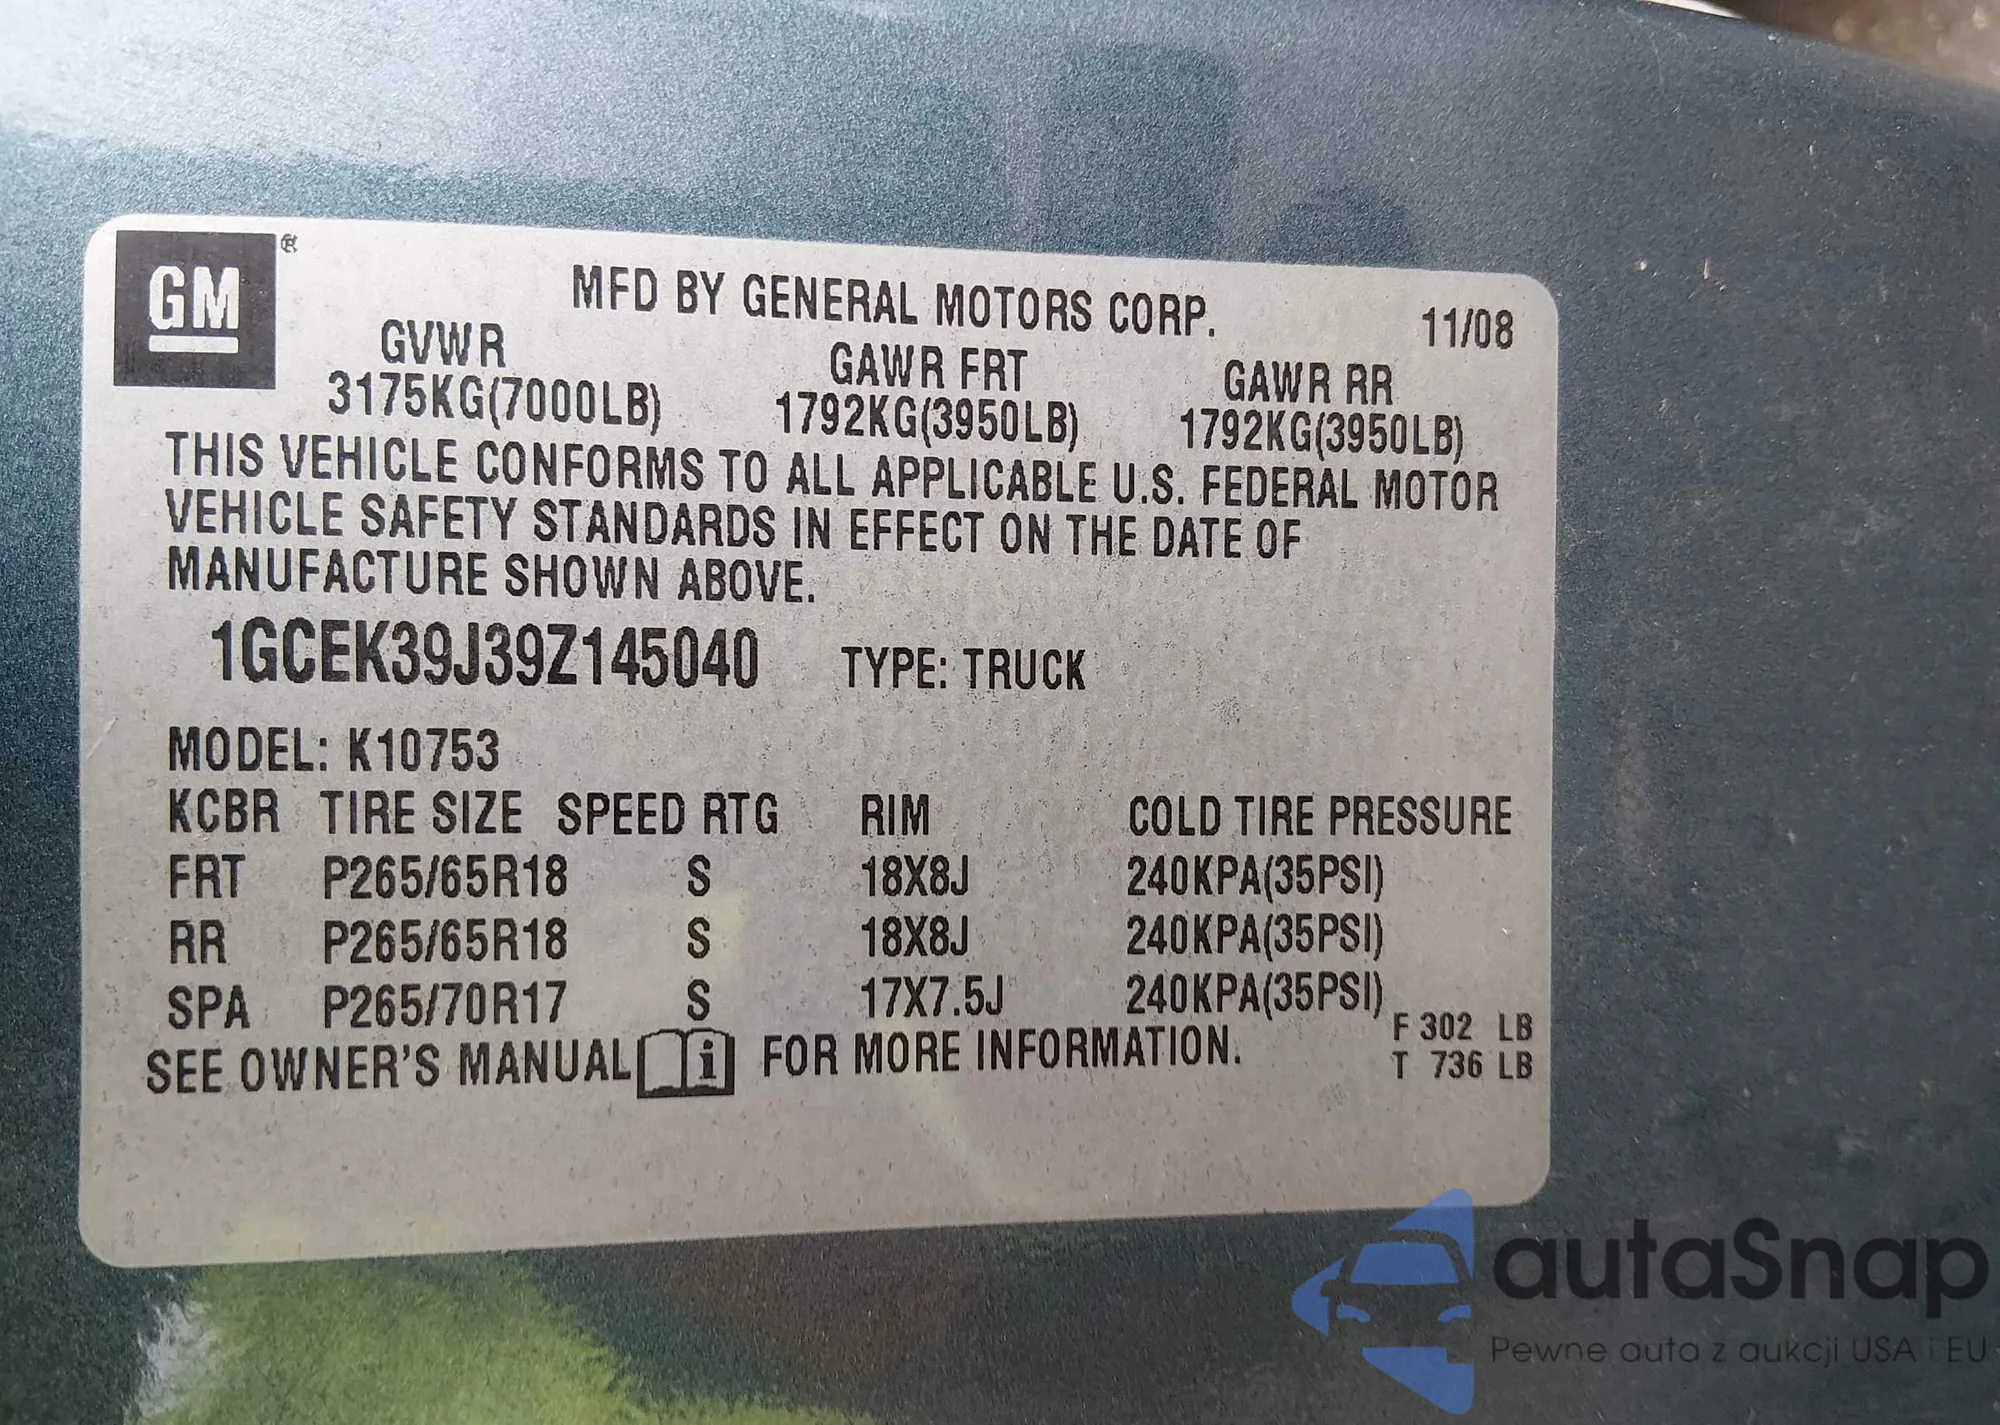 GM®
MFD BY GENERAL MOTORS CORP.
11/08
GVWR
GAWR FRT
GAWR RR
3175KG(7000LB)
1792KG(3950LB)
1792KG(3950LB)
THIS VEHICLE CONFORMS TO ALL APPLICABLE U.S. FEDERAL MOTOR
VEHICLE SAFETY STANDARDS IN EFFECT ON THE DATE OF
MANUFACTURE SHOWN ABOVE.
1GCEK39J39Z145040 TYPE: TRUCK
MODEL: K10753
KCBR TIRE SIZE SPEED RTG RIM COLD TIRE PRESSURE
FRT P265/65R18 S 18X8J 240KPA(35PSI)
RR P265/65R18 S 18X8J 240KPA(35PSI)
SPA P265/70R17 S 17X7.5J 240KPA(35PSI)
F 302 LB
SEE OWNER'S MANUAL i FOR MORE INFORMATION.
T 736 LB
autaSnap
Pewne auta z aukcji USA i EU